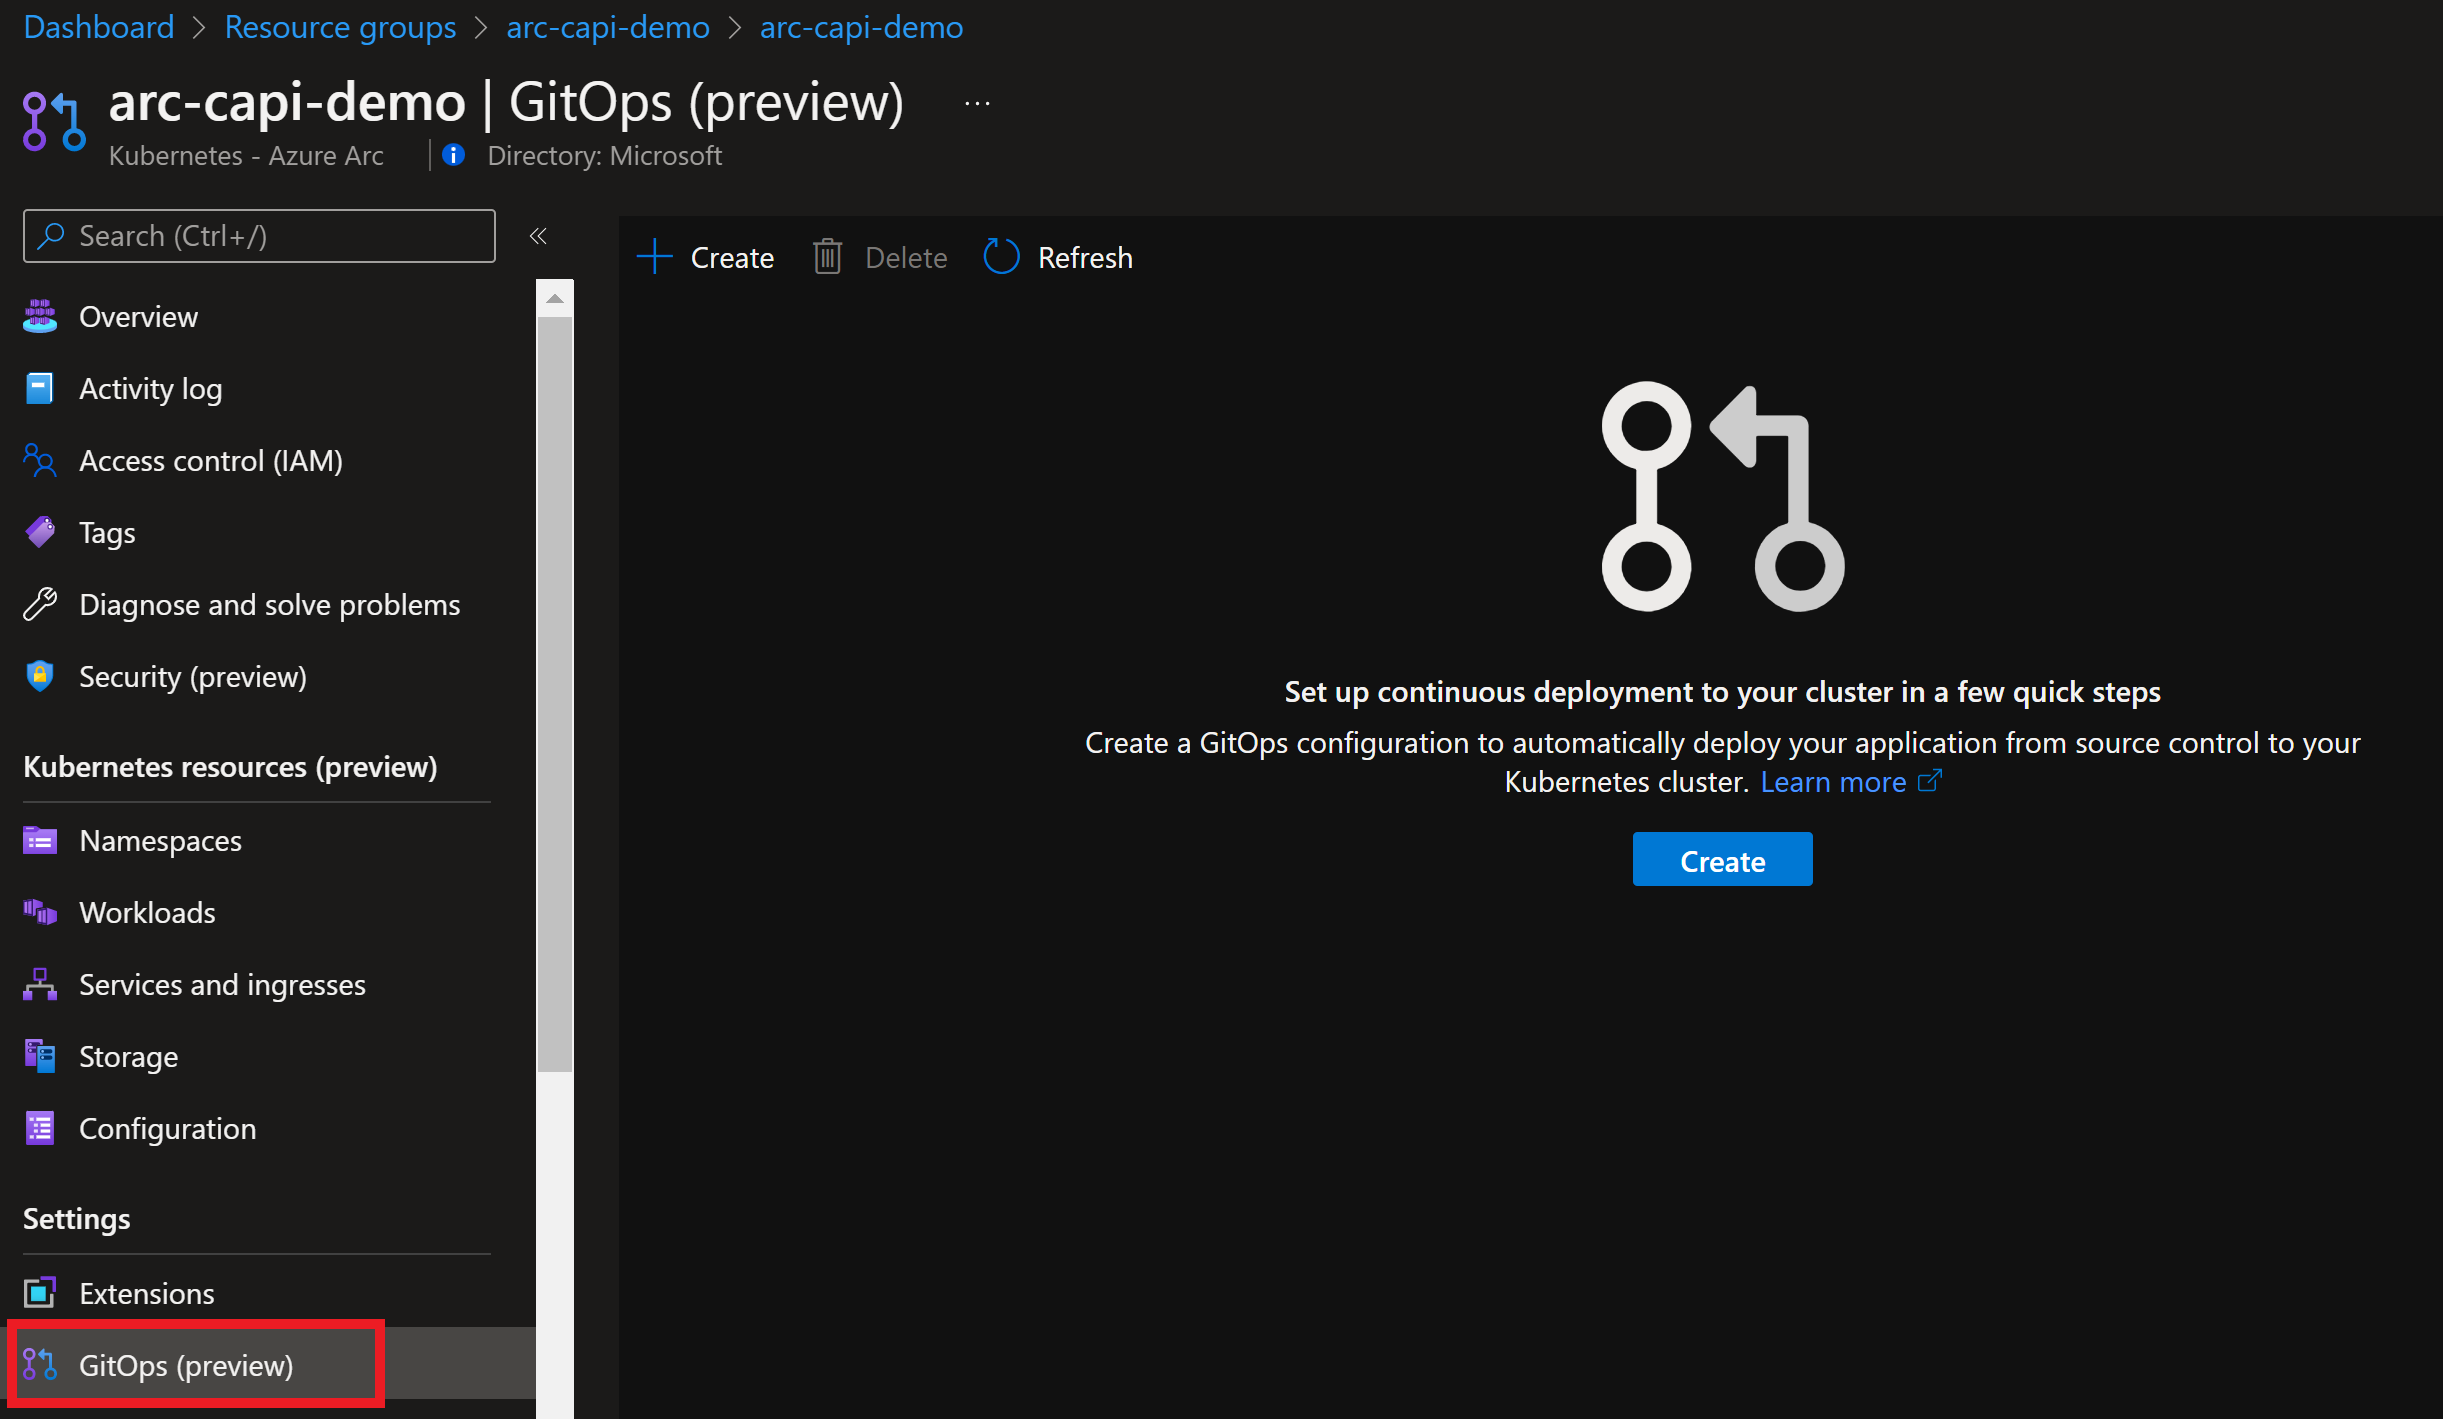 Dashboard > Resource groups > arc-capi-demo > arc-capi-demo
arc-capi-demo | GitOps (preview) ...
Kubernetes - Azure Arc | Directory: Microsoft
Search (Ctrl+/)
Overview
Activity log
Access control (IAM)
Tags
Diagnose and solve problems
Security (preview)
Kubernetes resources (preview)
Namespaces
Workloads
Services and ingresses
Storage
Configuration
Settings
Extensions
GitOps (preview)
Create Delete Refresh
Set up continuous deployment to your cluster in a few quick steps
Create a GitOps configuration to automatically deploy your application from source control to your
Kubernetes cluster. Learn more
Create